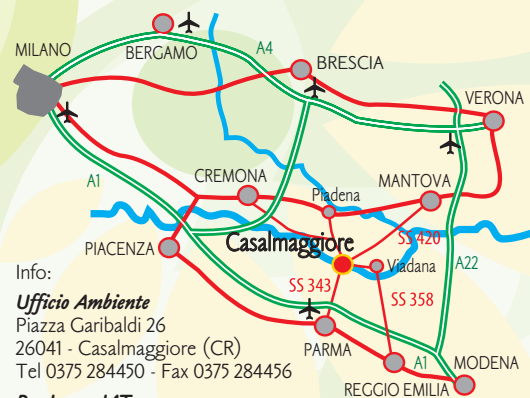 MILANO
BERGAMO
A4
BRESCIA
VERONA
A1
CREMONA
Piadena
MANTOVA
PIACENZA
Casalmaggiore
SS 420
Viadana
A22
SS 343
SS 358
PARMA
A1
MODENA
REGGIO EMILIA
Info:
Ufficio Ambiente
Piazza Garibaldi 26
26041 - Casalmaggiore (CR)
Tel 0375 284450 - Fax 0375 284456